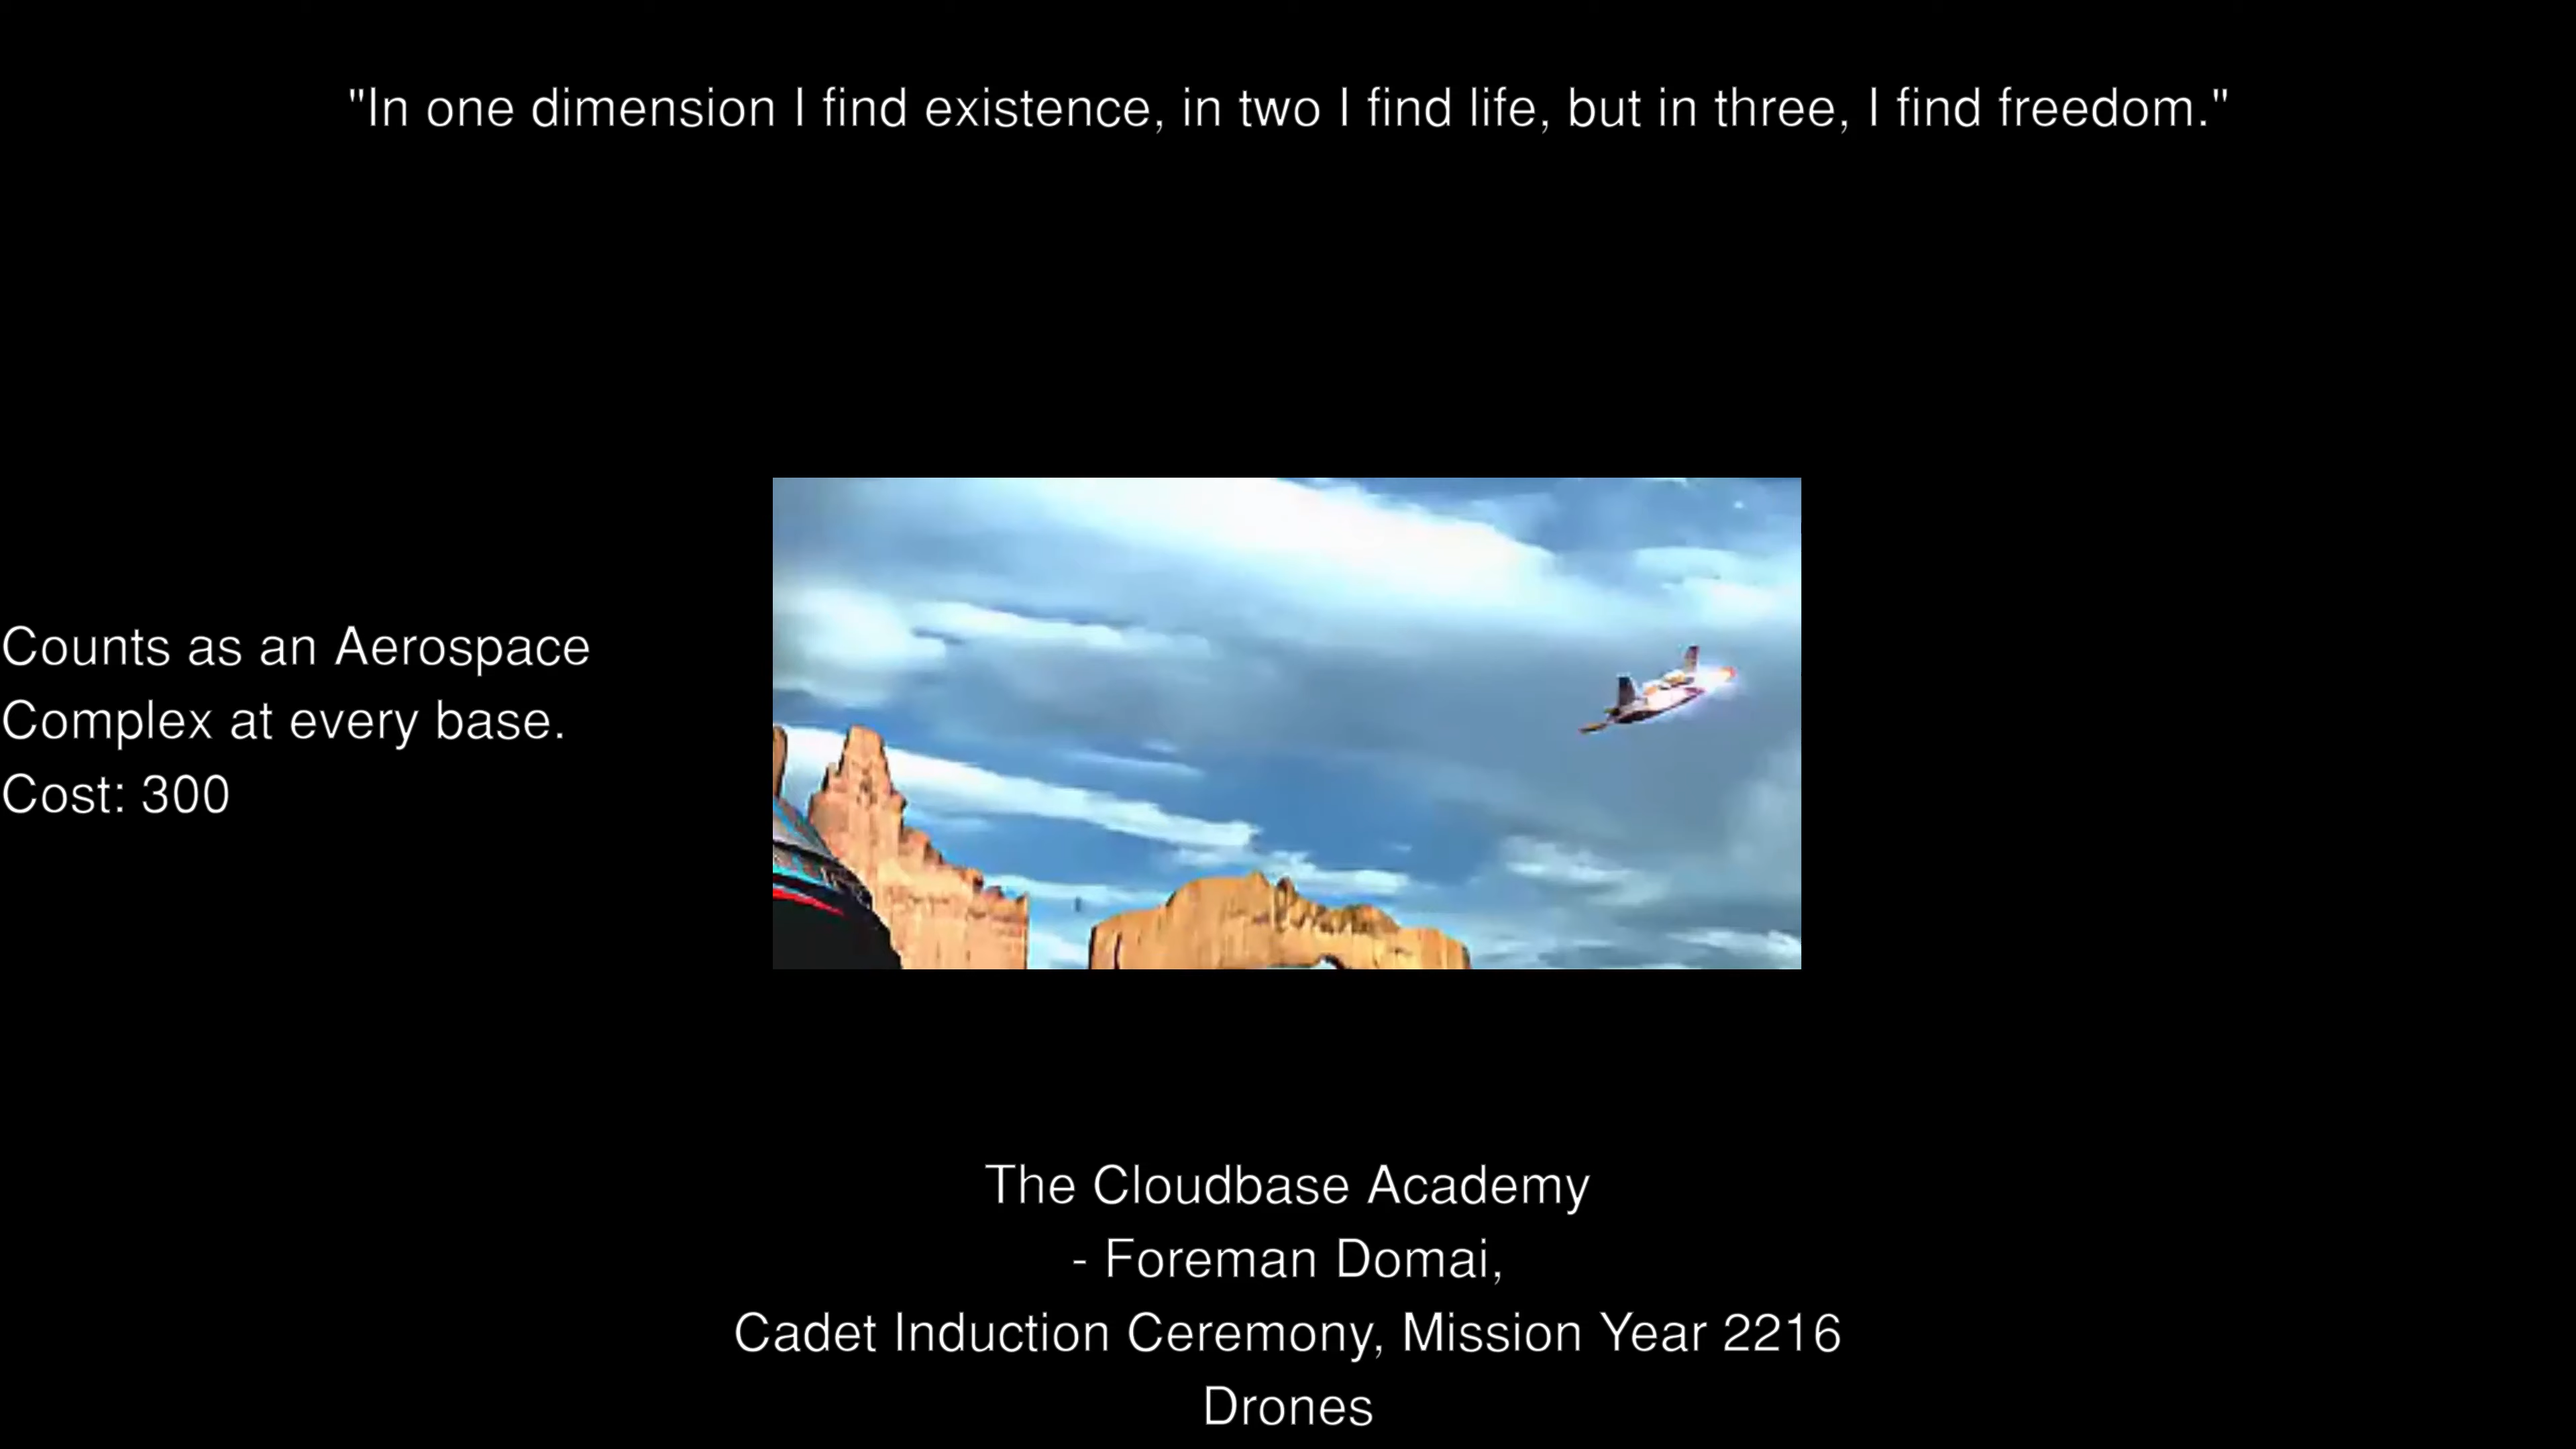 "In one dimension I find existence, in two I find life, but in three, I find freedom."
Counts as an Aerospace
Complex at every base.
Cost: 300
The Cloudbase Academy
- Foreman Domai,
Cadet Induction Ceremony, Mission Year 2216
Drones